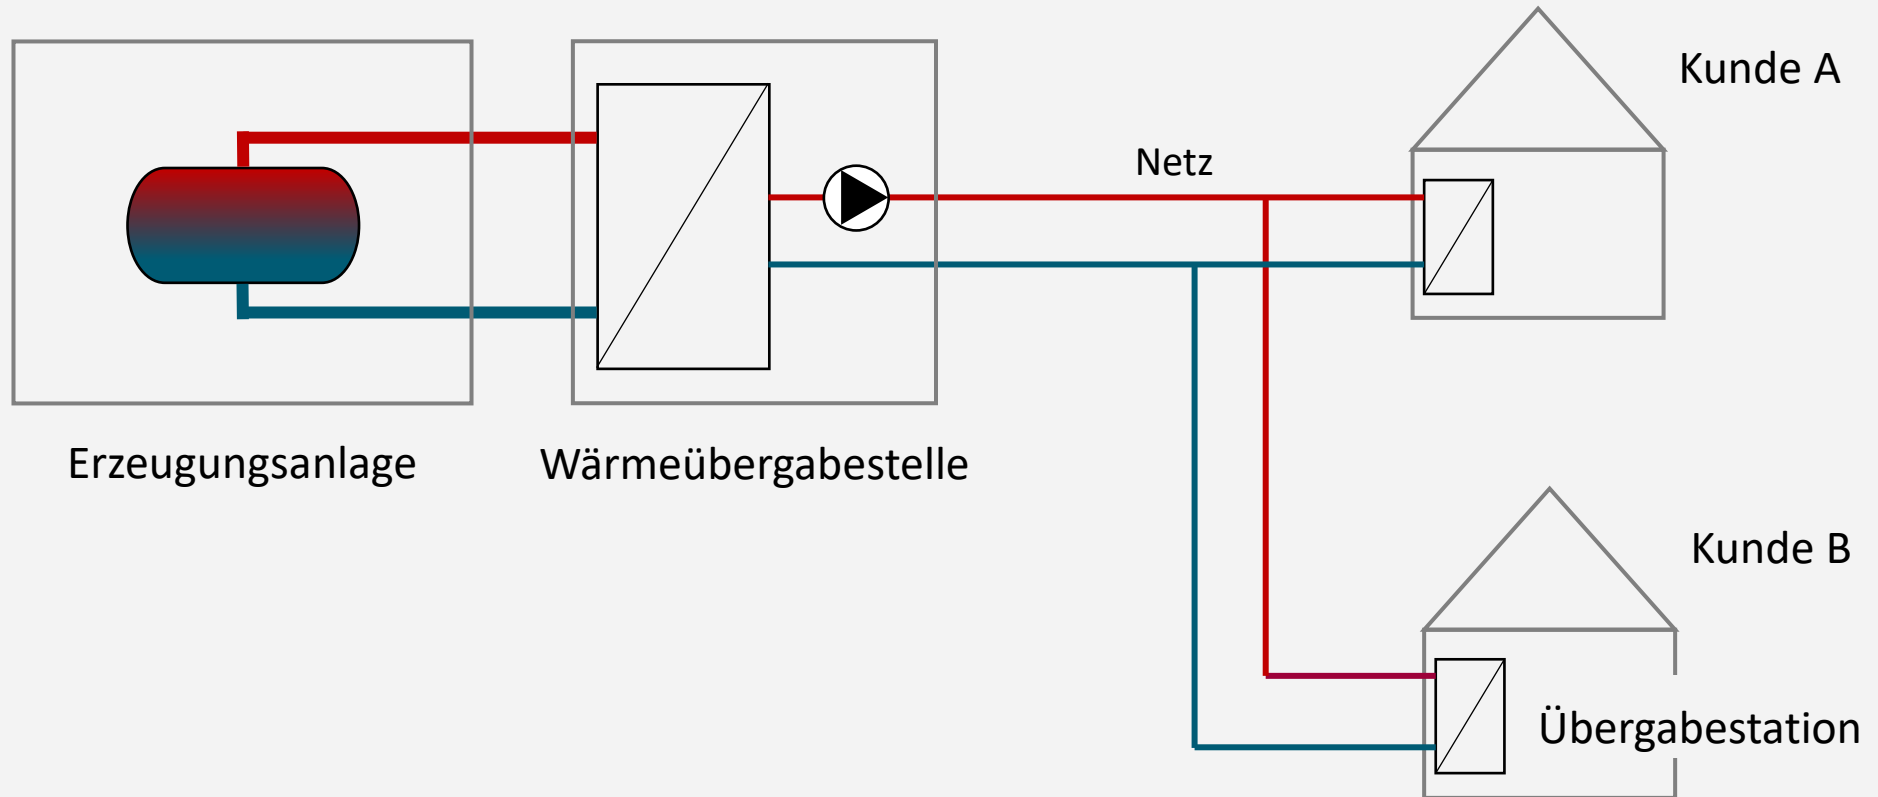 Kunde A
Netz
Erzeugungsanlage
Wärmeübergabestelle
Kunde B
Übergabestation